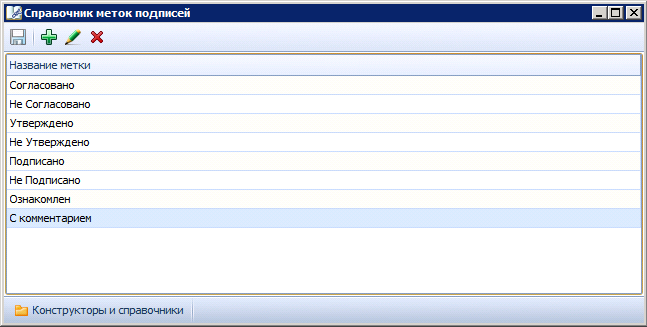 Справочник меток подписей
Название метки
Согласовано
Не Согласовано
Утверждено
Не Утверждено
Подписано
Не Подписано
Ознакомлен
С комментарием
Конструкторы и справочники